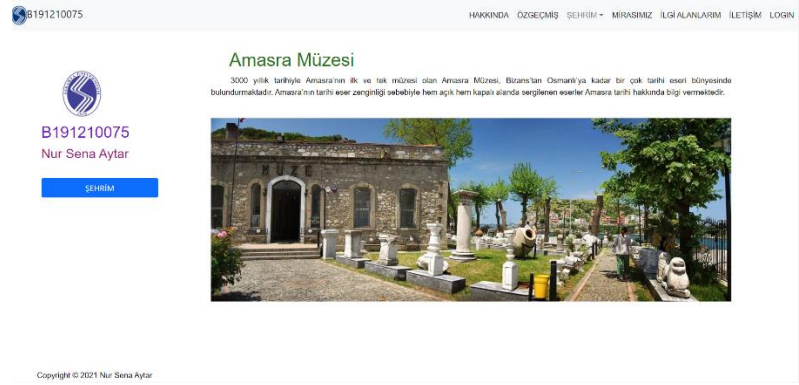 B191210075
HAKKINDA ÖZGEÇMİŞ ŞEHRİM MİRASIMIZ İLGİ ALANLARIM İLETİŞİM LOGIN
B191210075
Nur Sena Aytar
ŞEHRİM
Amasra Müzesi
3000 yıllık tarihiyle Amasra'nın ilk ve tek müzesi olan Amasra Müzesi, Bizans'tan Osmanlı'ya kadar bir çok tarihi eseri bünyesinde
bulundurmaktadır. Amasra'nın tarihi eser zenginliği sebebiyle hem açık hem kapalı alanda sergilenen eserler Amasra tarihi hakkında bilgi vermektedir.
MÜZE
Copyright © 2021 Nur Sena Aytar